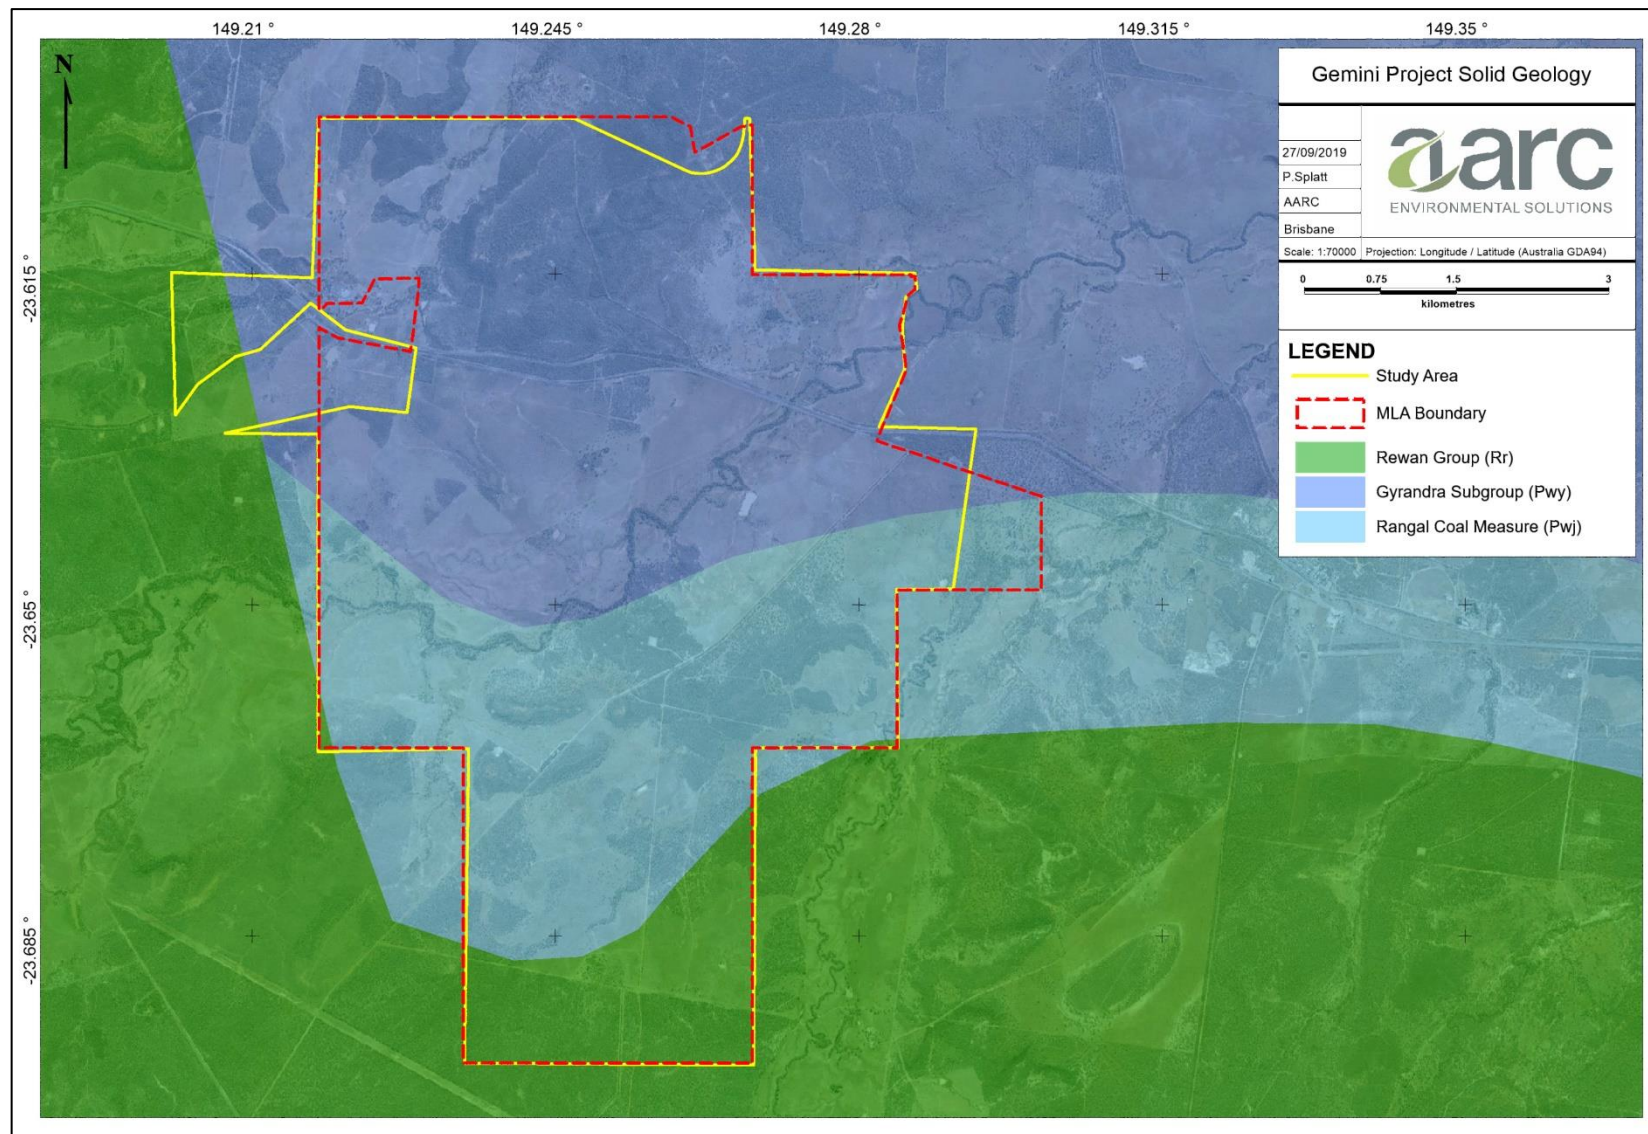 149.21 °
149.245 °
149.28 °
149.315 °
149.35 °
N
Gemini Project Solid Geology
27/09/2019
P.Splatt
AARC
Brisbane
aarc
ENVIRONMENTAL SOLUTIONS
Scale: 1:70000
Projection: Longitude / Latitude (Australia GDA94)
0 0.75 1.5 3
kilometres
LEGEND
Study Area
MLA Boundary
Rewan Group (Rr)
Gyrandra Subgroup (Pwy)
Rangal Coal Measure (Pwj)
-23.615 °
-23.65 °
-23.685 °